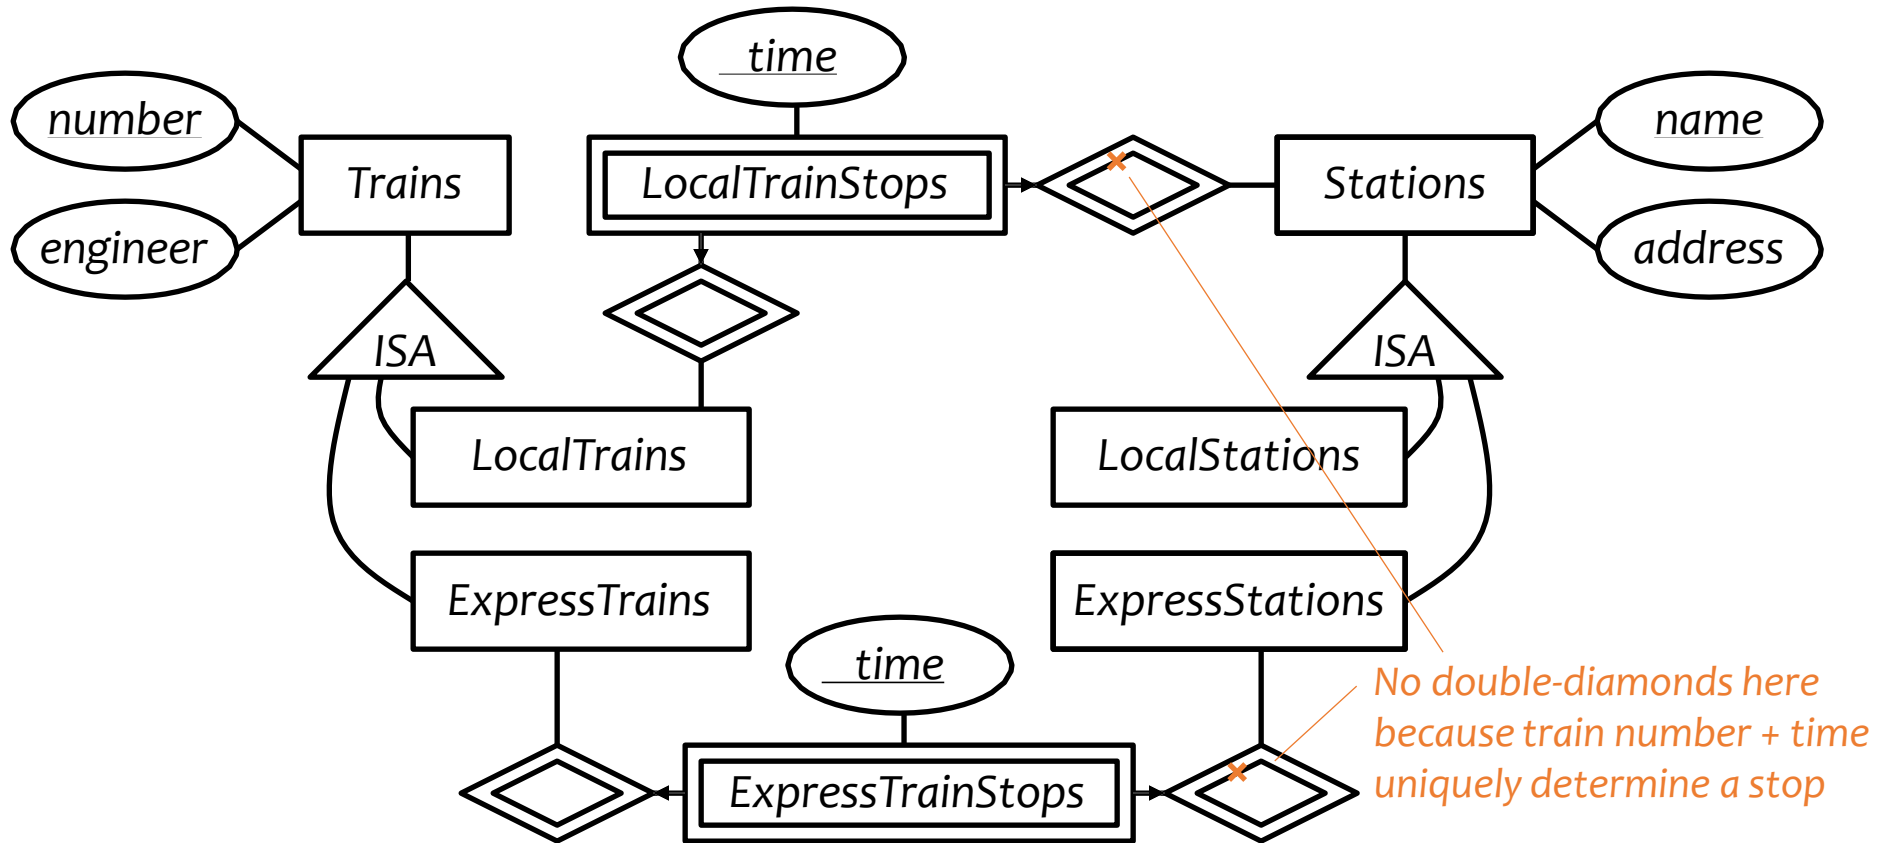 time
number
engineer
Trains
LocalTrainStops
Stations
name
address
ISA
ISA
LocalTrains
LocalStations
ExpressTrains
ExpressStations
time
ExpressTrainStops
No double-diamonds here
because train number + time
uniquely determine a stop